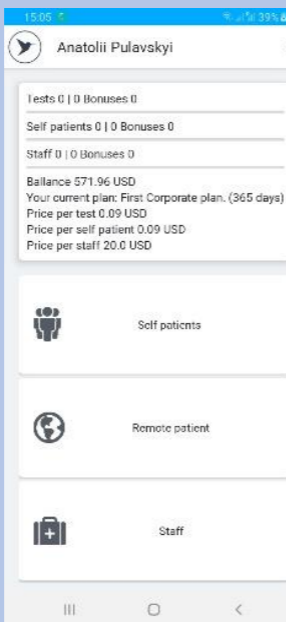 15:05
39%
Anatolii Pulavskyi
Tests 0 | 0 Bonuses 0
Self patients 0 | 0 Bonuses 0
Staff 0 | 0 Bonuses 0
Ballance 571.96 USD
Your current plan: First Corporate plan. (365 days)
Price per test 0.09 USD
Price per self patient 0.09 USD
Price per staff 20.0 USD
Self patients
Remote patient
Staff